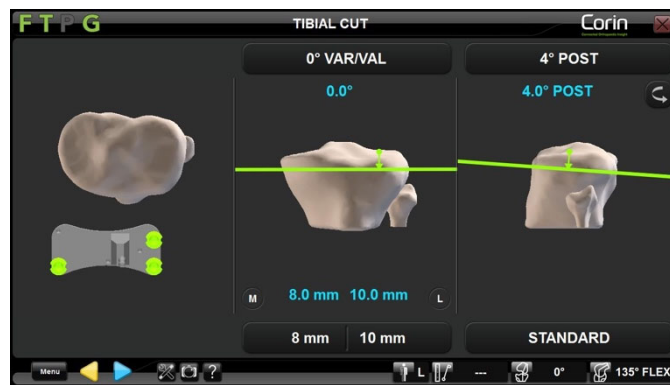 F T P G
TIBIAL CUT
Corin
0° VAR/VAL
4° POST
0.0°
4.0° POST
M
8.0 mm 10.0 mm
L
8 mm
10 mm
STANDARD
Menu
?
L
---
0°
135° FLEX